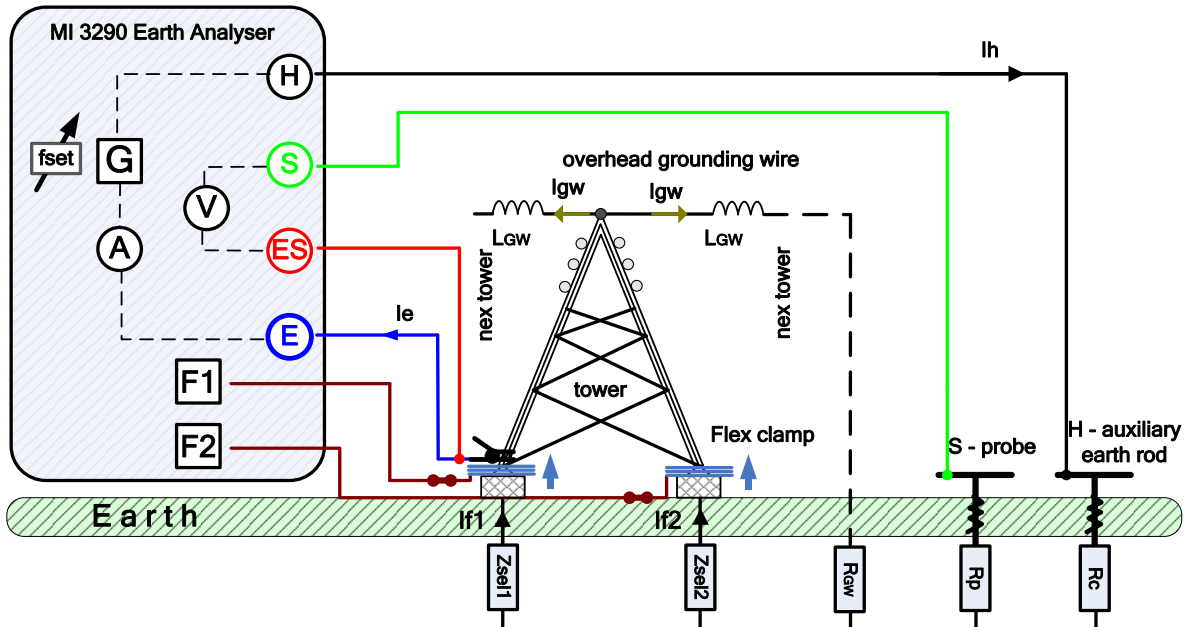 MI 3290 Earth Analyser
H
Ih
fset
G
S
overhead grounding wire
V
Igw
Igw
A
ES
LGW
LGW
nex tower
nex tower
Ie
E
F1
tower
F2
Flex clamp
S - probe
H - auxiliary
earth rod
Earth
If1
If2
Zsel1
Zsel2
RGW
Rp
Rc